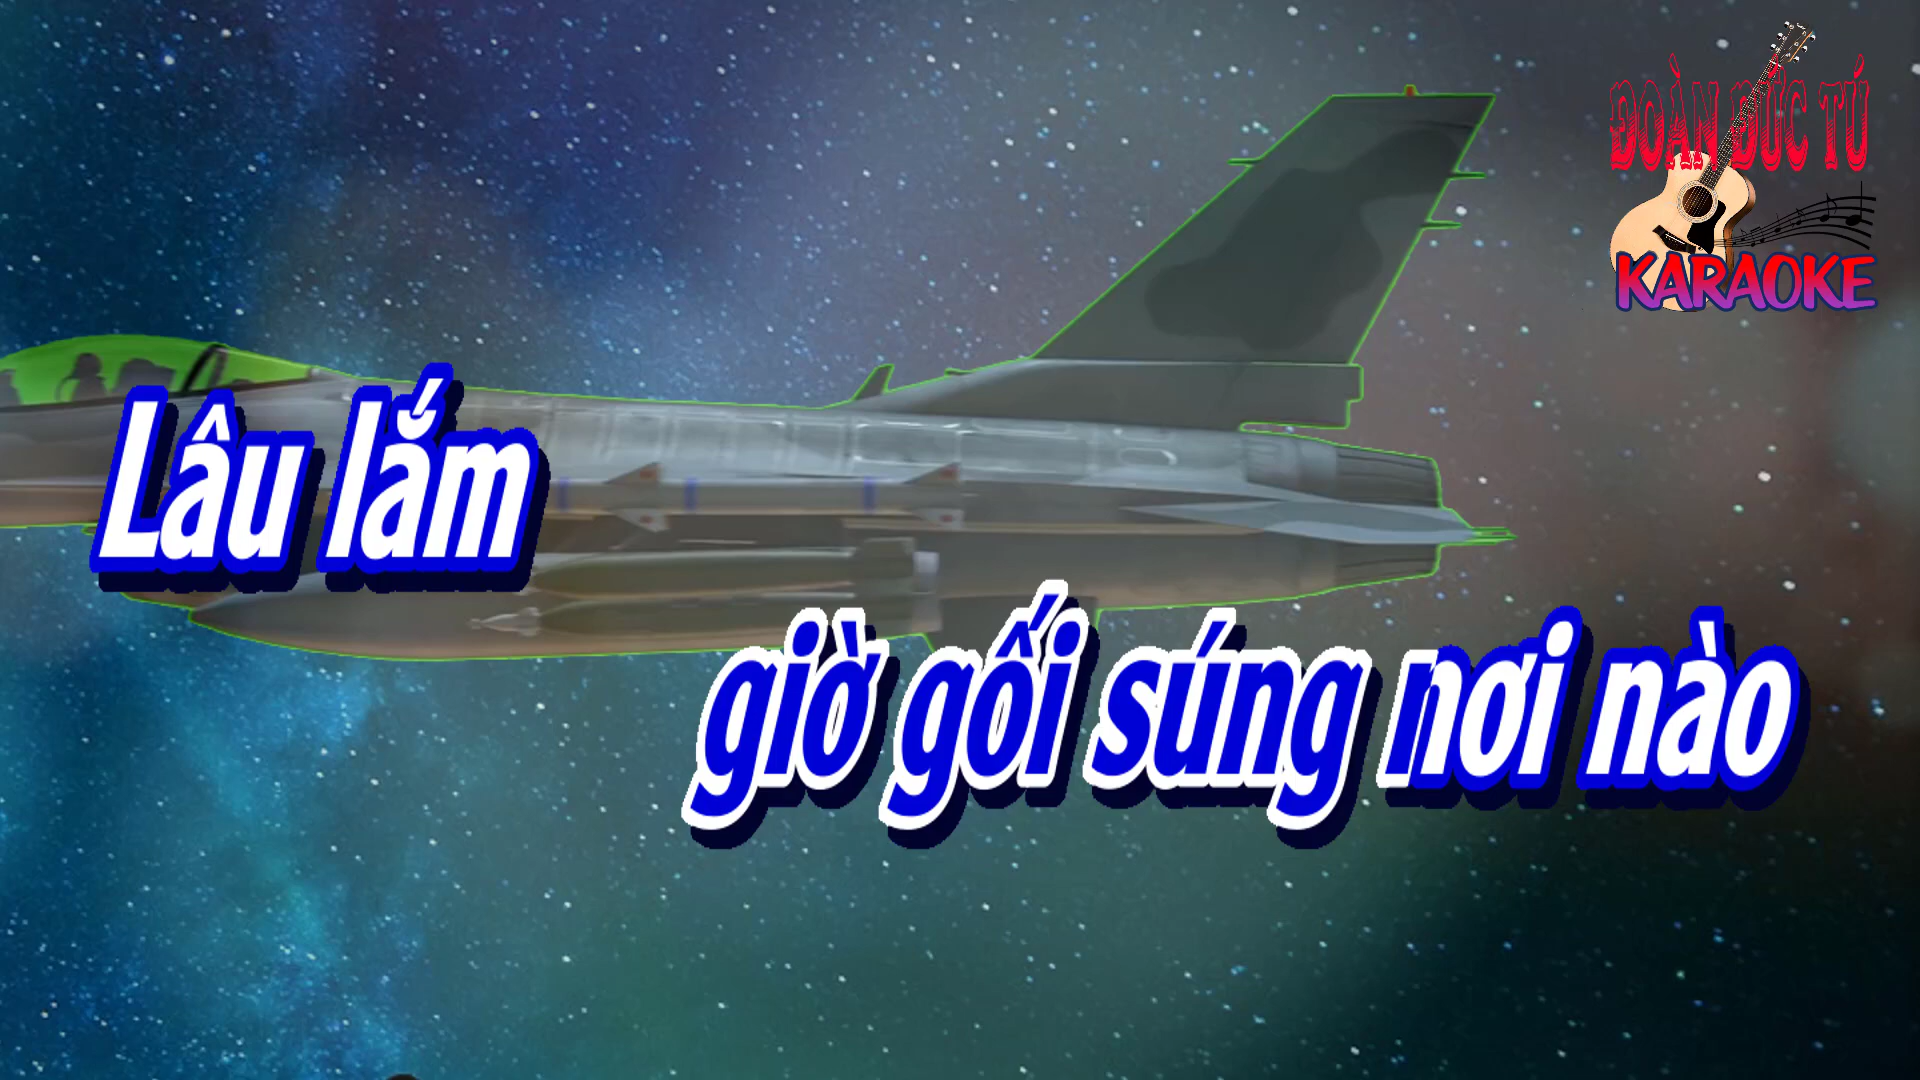 ĐOÀN ĐỨC TÚ
KARAOKE
Lâu lắm
giờ gối súng nơi nào